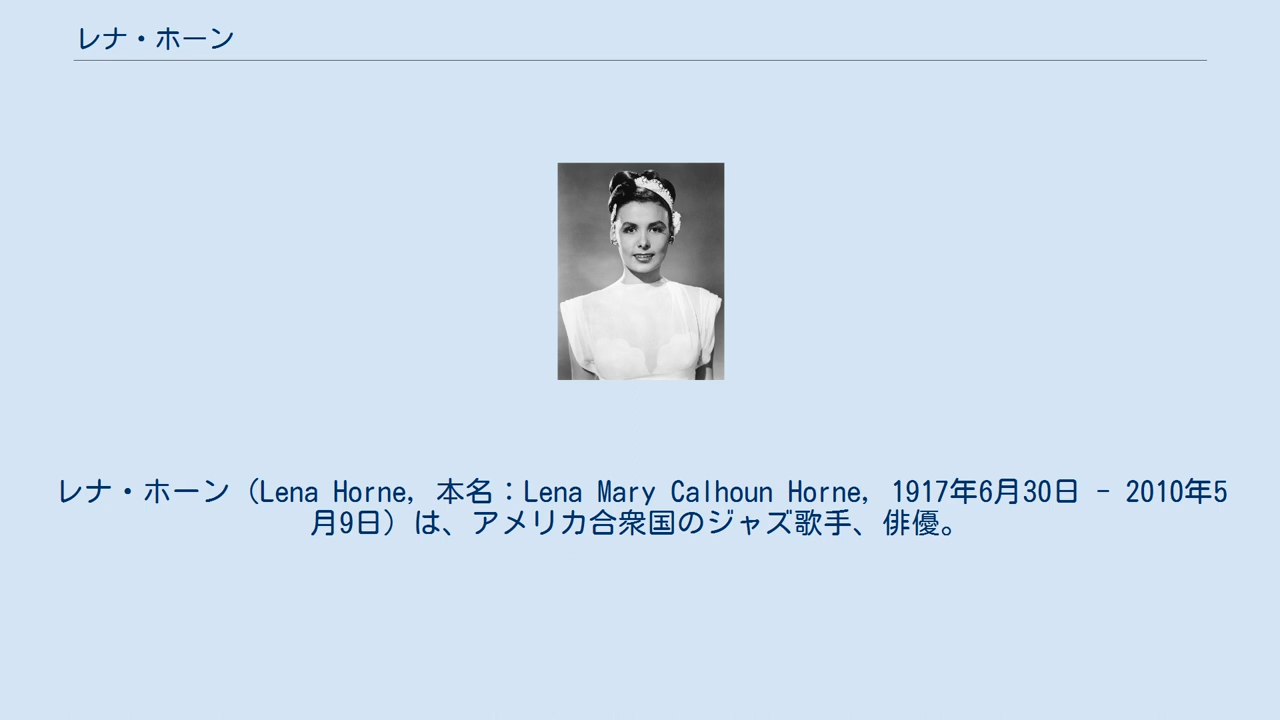 レナ・ホーン
レナ・ホーン（Lena Horne, 本名：Lena Mary Calhoun Horne, 1917年6月30日 - 2010年5
月9日）は、アメリカ合衆国のジャズ歌手、俳優。